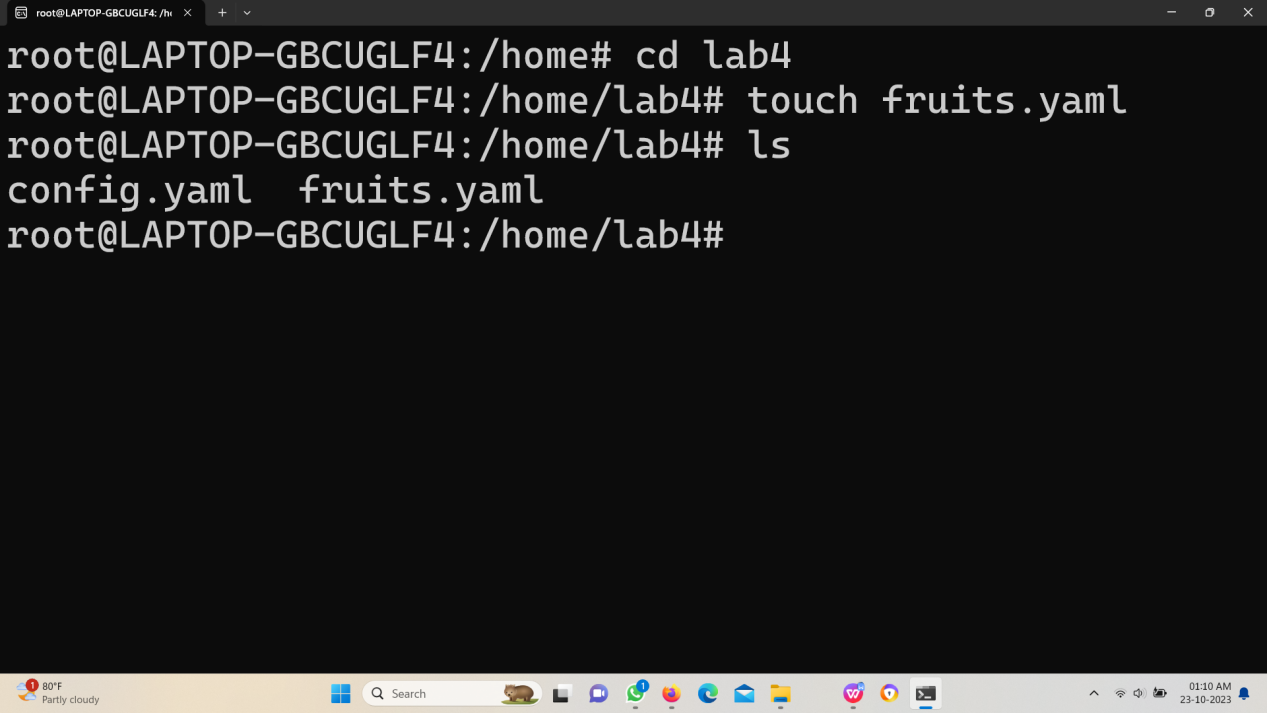 root@LAPTOP-GBCUGLF4: /h
root@LAPTOP-GBCUGLF4:/home# cd lab4
root@LAPTOP-GBCUGLF4:/home/lab4# touch fruits.yaml
root@LAPTOP-GBCUGLF4:/home/lab4# ls
config.yaml  fruits.yaml
root@LAPTOP-GBCUGLF4:/home/lab4#
1
80°F
Partly cloudy
Search
1
01:10 AM
23-10-2023